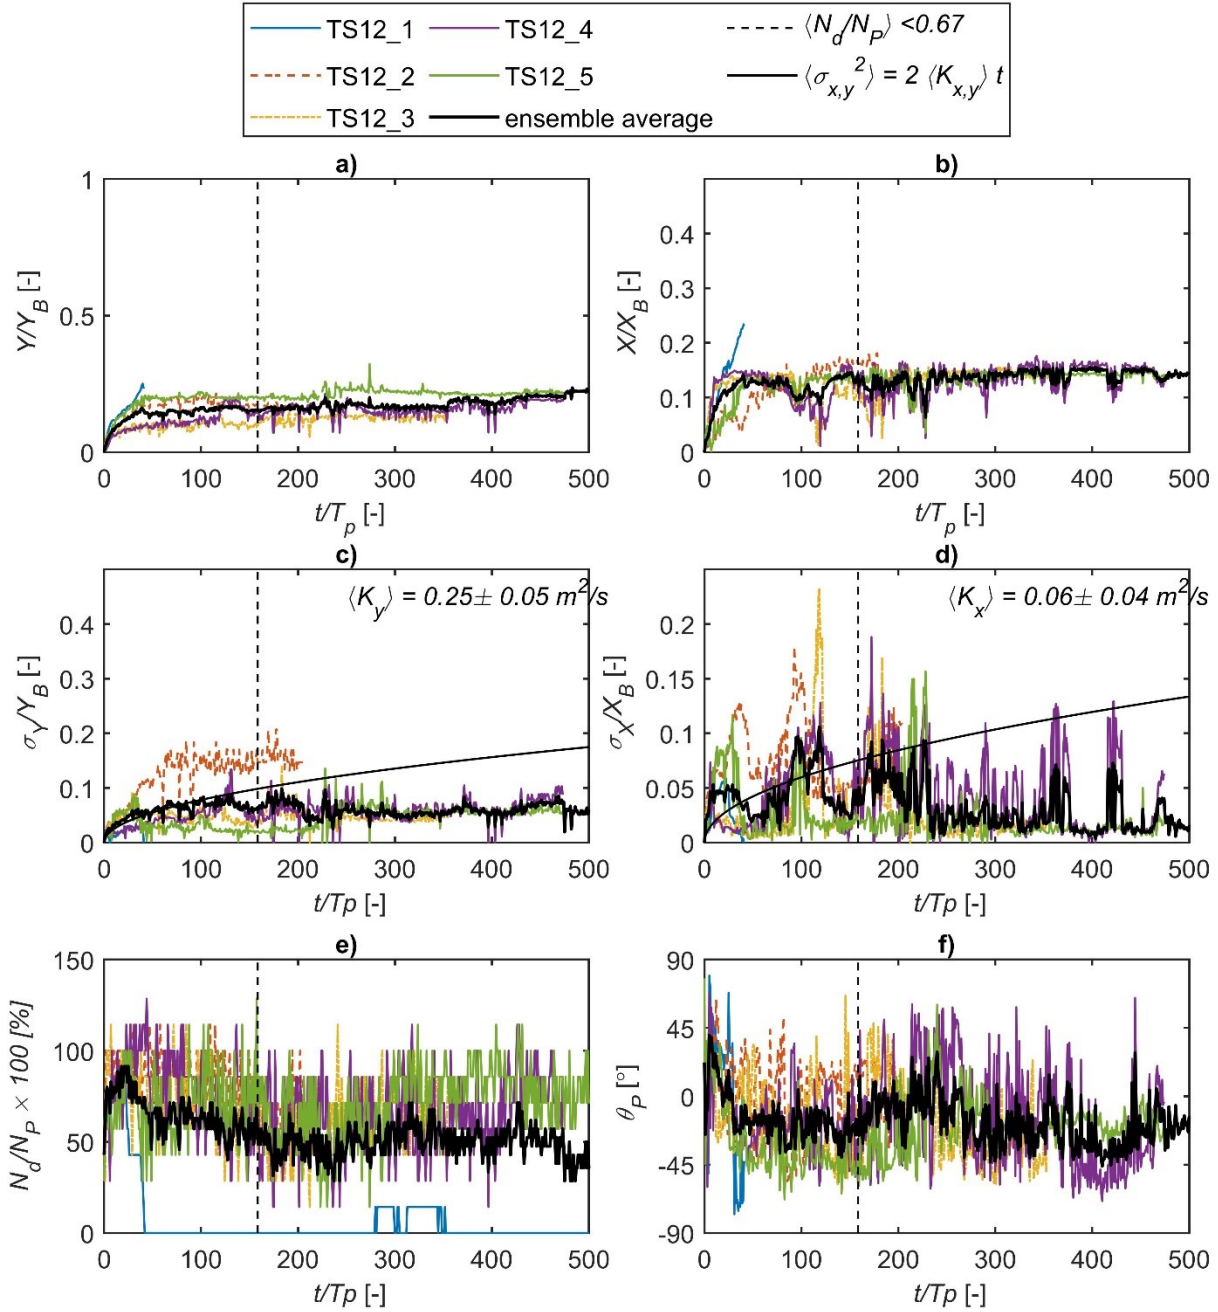 TS12_1 TS12_4 ⟨N_d/N_P⟩ <0.67
TS12_2 TS12_5 ⟨σ_{x,y}^2⟩ = 2 ⟨K_{x,y}⟩ t
TS12_3 ensemble average
a)
1
0.5
0
Y/Y_B [-]
0 100 200 300 400 500
t/T_p [-]
b)
0.4
0.3
0.2
0.1
0
X/X_B [-]
0 100 200 300 400 500
t/T_p [-]
c)
⟨K_y⟩ = 0.25± 0.05 m^2/s
0.4
0.3
0.2
0.1
0
σ_Y/Y_B [-]
0 100 200 300 400 500
t/Tp [-]
d)
⟨K_x⟩ = 0.06± 0.04 m^2/s
0.2
0.15
0.1
0.05
0
σ_X/X_B [-]
0 100 200 300 400 500
t/Tp [-]
e)
150
100
50
0
N_d/N_P × 100 [%]
0 100 200 300 400 500
t/Tp [-]
f)
90
45
0
-45
-90
θ_P [°]
0 100 200 300 400 500
t/Tp [-]